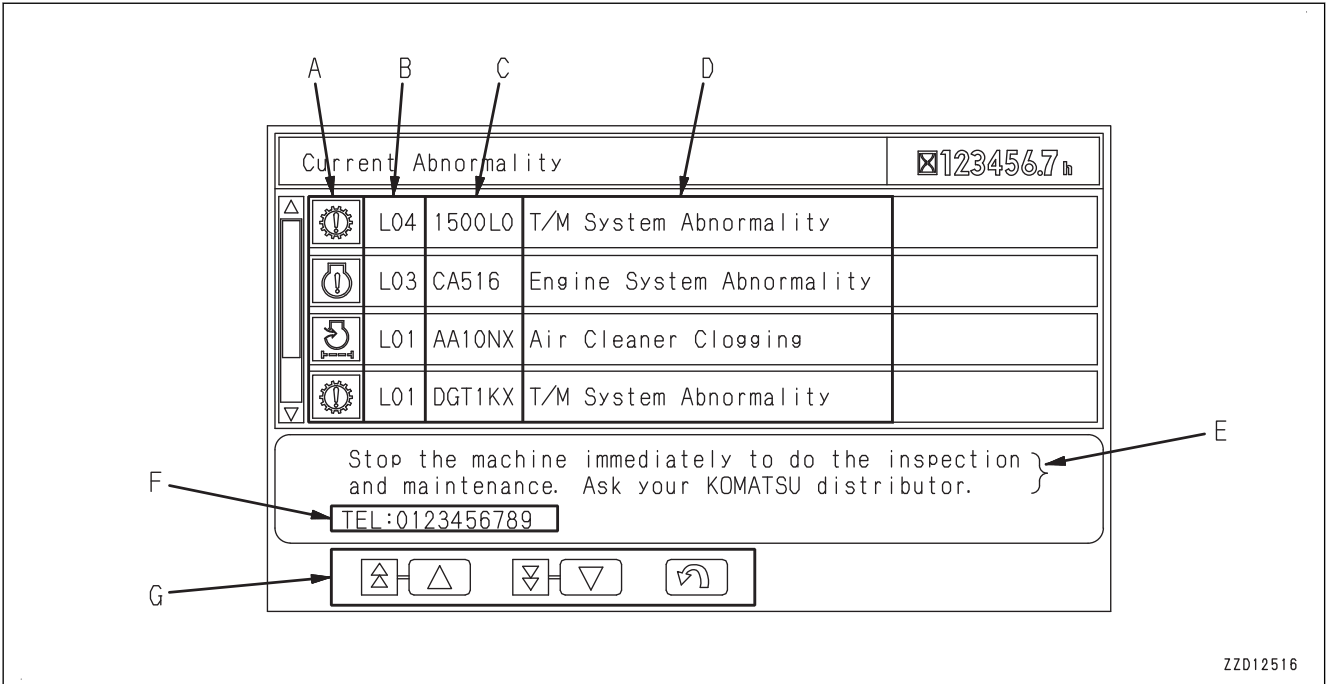 A B C D
Current Abnormality 123456.7 h
L04 1500L0 T/M System Abnormality
L03 CA516 Engine System Abnormality
L01 AA10NX Air Cleaner Clogging
L01 DGT1KX T/M System Abnormality
E
Stop the machine immediately to do the inspection
and maintenance. Ask your KOMATSU distributor.
F
TEL:0123456789
G
ZZD12516